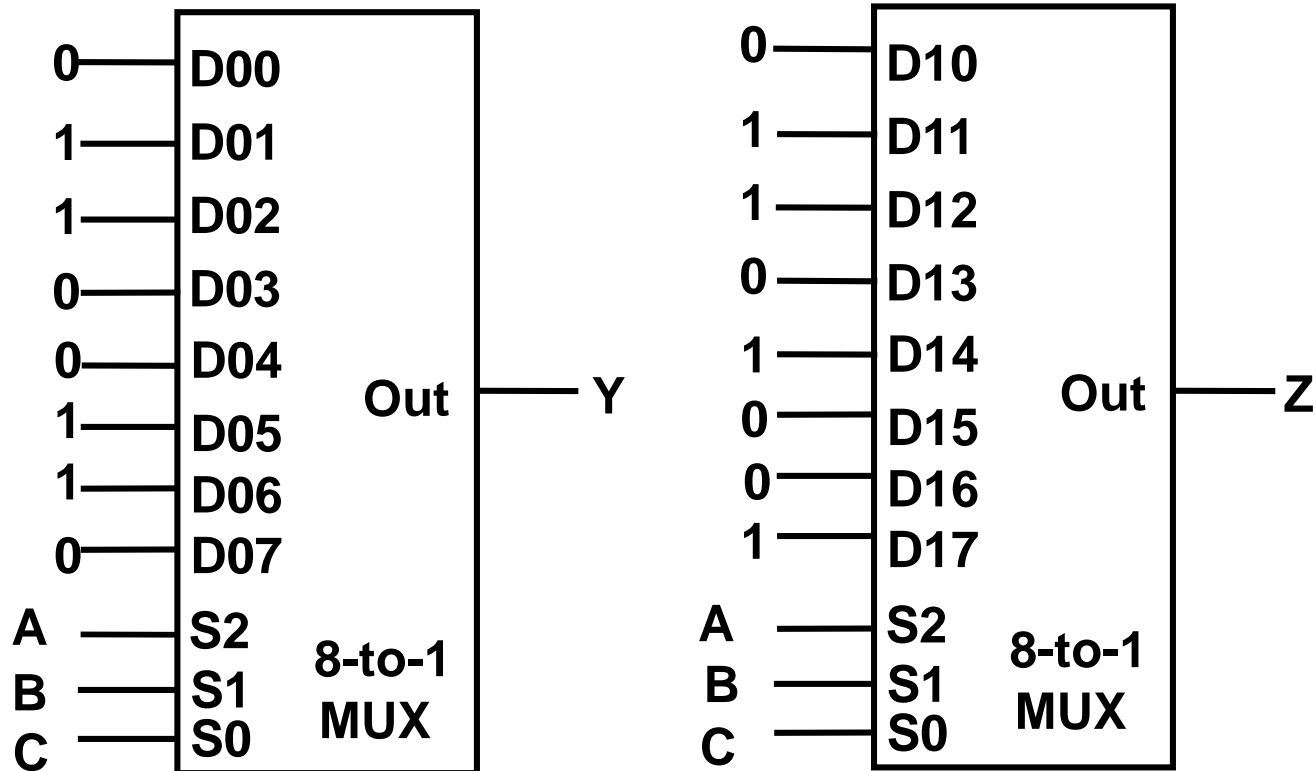 0 D00
1 D01
1 D02
0 D03
0 D04
1 D05
1 D06
0 D07
Out Y
A S2
B S1
C S0
8-to-1
MUX
0 D10
1 D11
1 D12
0 D13
1 D14
0 D15
0 D16
1 D17
Out Z
A S2
B S1
C S0
8-to-1
MUX